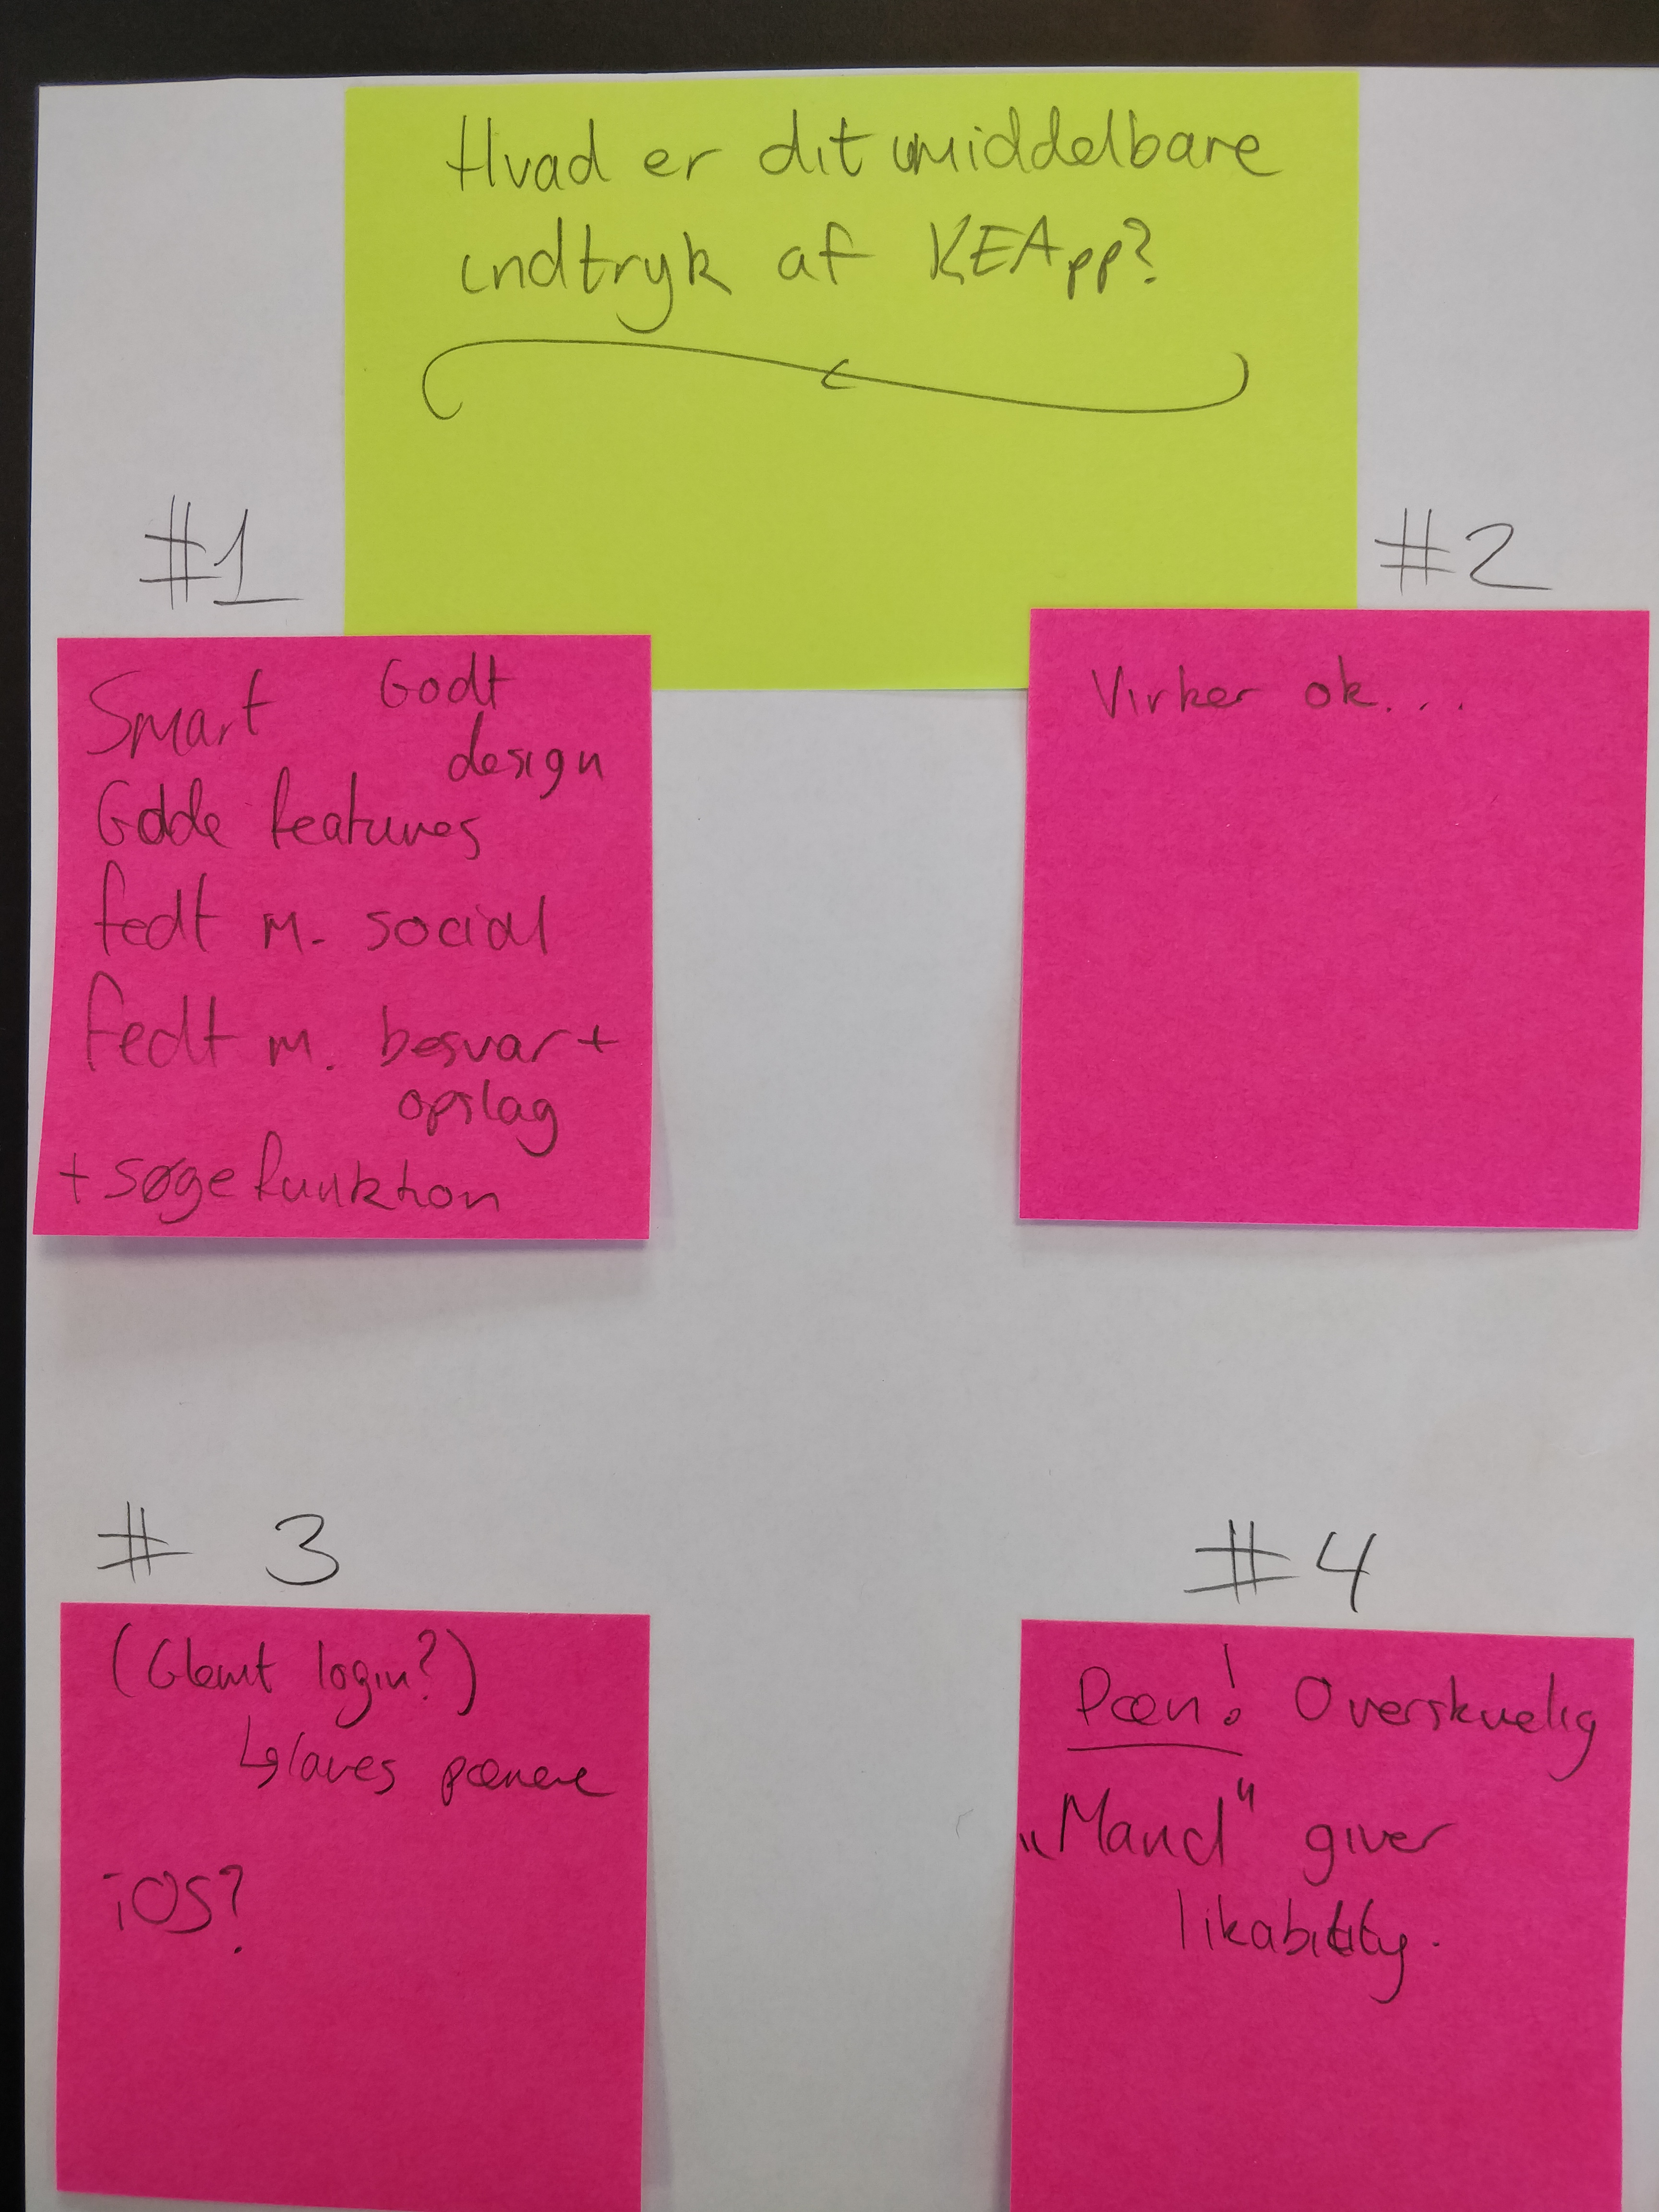 Hvad er dit umiddelbare
indtryk af KEApp?
#1
Smart Godt
design
Gode features
fedt m. social
fedt m. besvar +
opslag
+ søgefunktion
#2
Virker ok...
# 3
(Glemt login?)
↳ laves pænere
iOS?
#4
Pæn! Overskuelig
„Mand" giver
likability.